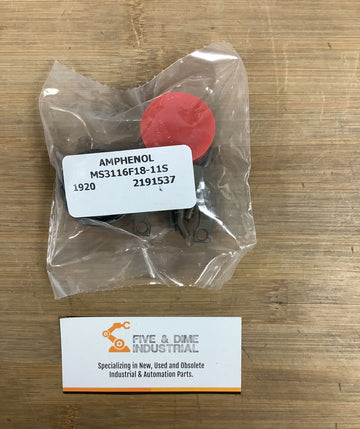 AMPHENOL
MS3116F18-11S
1920 2191537
FIVE & DIME
INDUSTRIAL
Specializing in New, Used and Obsolete
Industrial & Automation Parts.